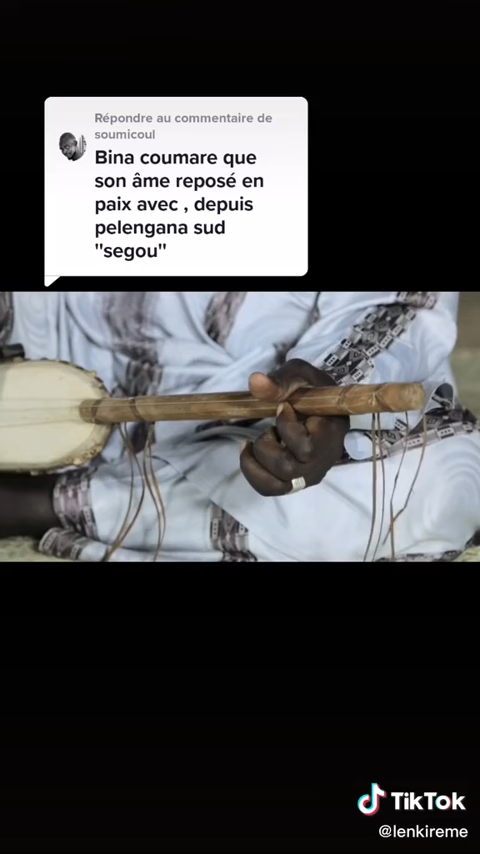 Répondre au commentaire de
soumicoul
Bina coumare que
son âme reposé en
paix avec , depuis
pelengana sud
"segou"
TikTok
@lenkireme